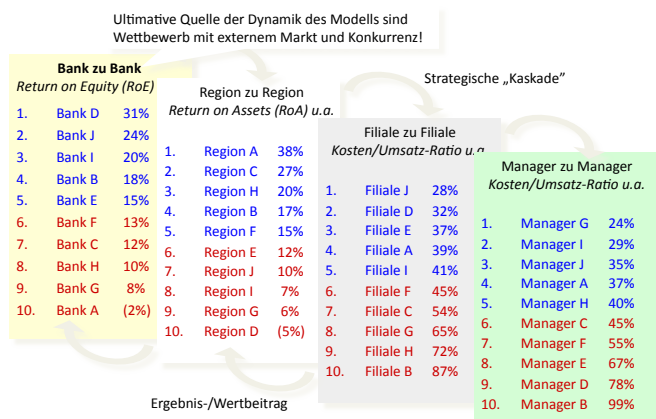 Ultimative Quelle der Dynamik des Modells sind
Wettbewerb mit externem Markt und Konkurrenz!
Strategische „Kaskade“
Bank zu Bank
Return on Equity (RoE)
1. Bank D 31%
2. Bank J 24%
3. Bank I 20%
4. Bank B 18%
5. Bank E 15%
6. Bank F 13%
7. Bank C 12%
8. Bank H 10%
9. Bank G 8%
10. Bank A (2%)
Region zu Region
Return on Assets (RoA) u.a.
1. Region A 38%
2. Region C 27%
3. Region H 20%
4. Region B 17%
5. Region F 15%
6. Region E 12%
7. Region J 10%
8. Region I 7%
9. Region G 6%
10. Region D (5%)
Filiale zu Filiale
Kosten/Umsatz-Ratio u.a.
1. Filiale J 28%
2. Filiale D 32%
3. Filiale E 37%
4. Filiale A 39%
5. Filiale I 41%
6. Filiale F 45%
7. Filiale C 54%
8. Filiale G 65%
9. Filiale H 72%
10. Filiale B 87%
Manager zu Manager
Kosten/Umsatz-Ratio u.a.
1. Manager G 24%
2. Manager I 29%
3. Manager J 35%
4. Manager A 37%
5. Manager H 40%
6. Manager C 45%
7. Manager F 55%
8. Manager E 67%
9. Manager D 78%
10. Manager B 99%
Ergebnis-/Wertbeitrag